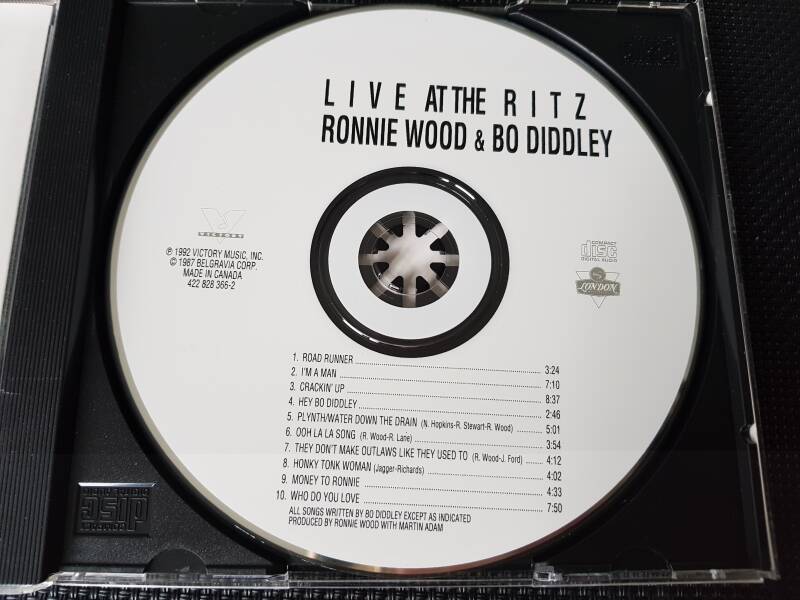 LIVE AT THE RITZ
RONNIE WOOD & BO DIDDLEY
VICTORY
℗ 1992 VICTORY MUSIC, INC.
© 1987 BELGRAVIA CORP.
MADE IN CANADA
422 828 366-2
COMPACT
disc
DIGITAL AUDIO
LONDON
1. ROAD RUNNER 3:24
2. I'M A MAN 7:10
3. CRACKIN' UP 8:37
4. HEY BO DIDDLEY 2:46
5. PLYNTH/WATER DOWN THE DRAIN (N. Hopkins-R. Stewart-R. Wood) 5:01
6. OOH LA LA SONG (R. Wood-R. Lane) 3:54
7. THEY DON'T MAKE OUTLAWS LIKE THEY USED TO (R. Wood-J. Ford) 4:12
8. HONKY TONK WOMAN (Jagger-Richards) 4:02
9. MONEY TO RONNIE 4:33
10. WHO DO YOU LOVE 7:50
ALL SONGS WRITTEN BY BO DIDDLEY EXCEPT AS INDICATED
PRODUCED BY RONNIE WOOD WITH MARTIN ADAM